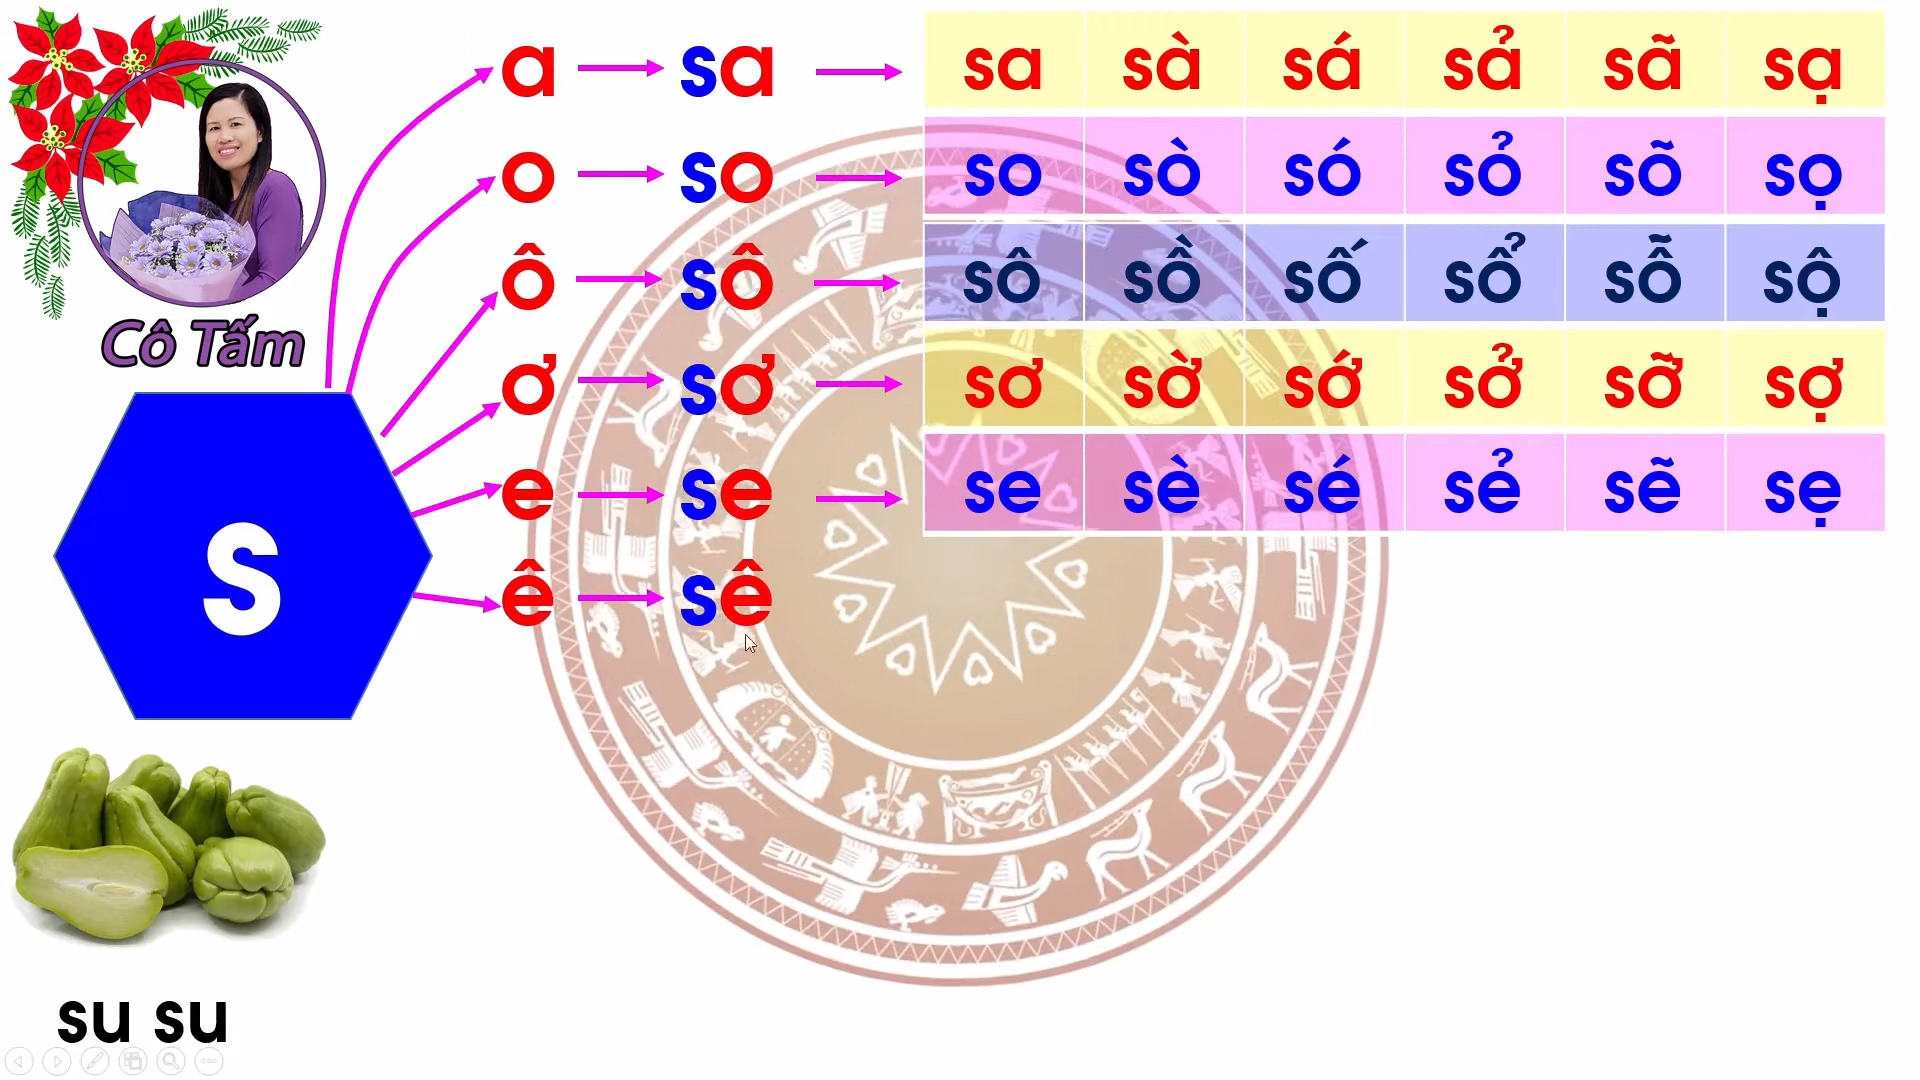 a sa sa sà sá sả sã sạ
o so so sò só sỏ sõ sọ
ô sô sô sồ số sổ sỗ sộ
Cô Tấm
ơ sơ sơ sờ sớ sở sỡ sợ
e se se sè sé sẻ sẽ sẹ
s
ê sê
su su